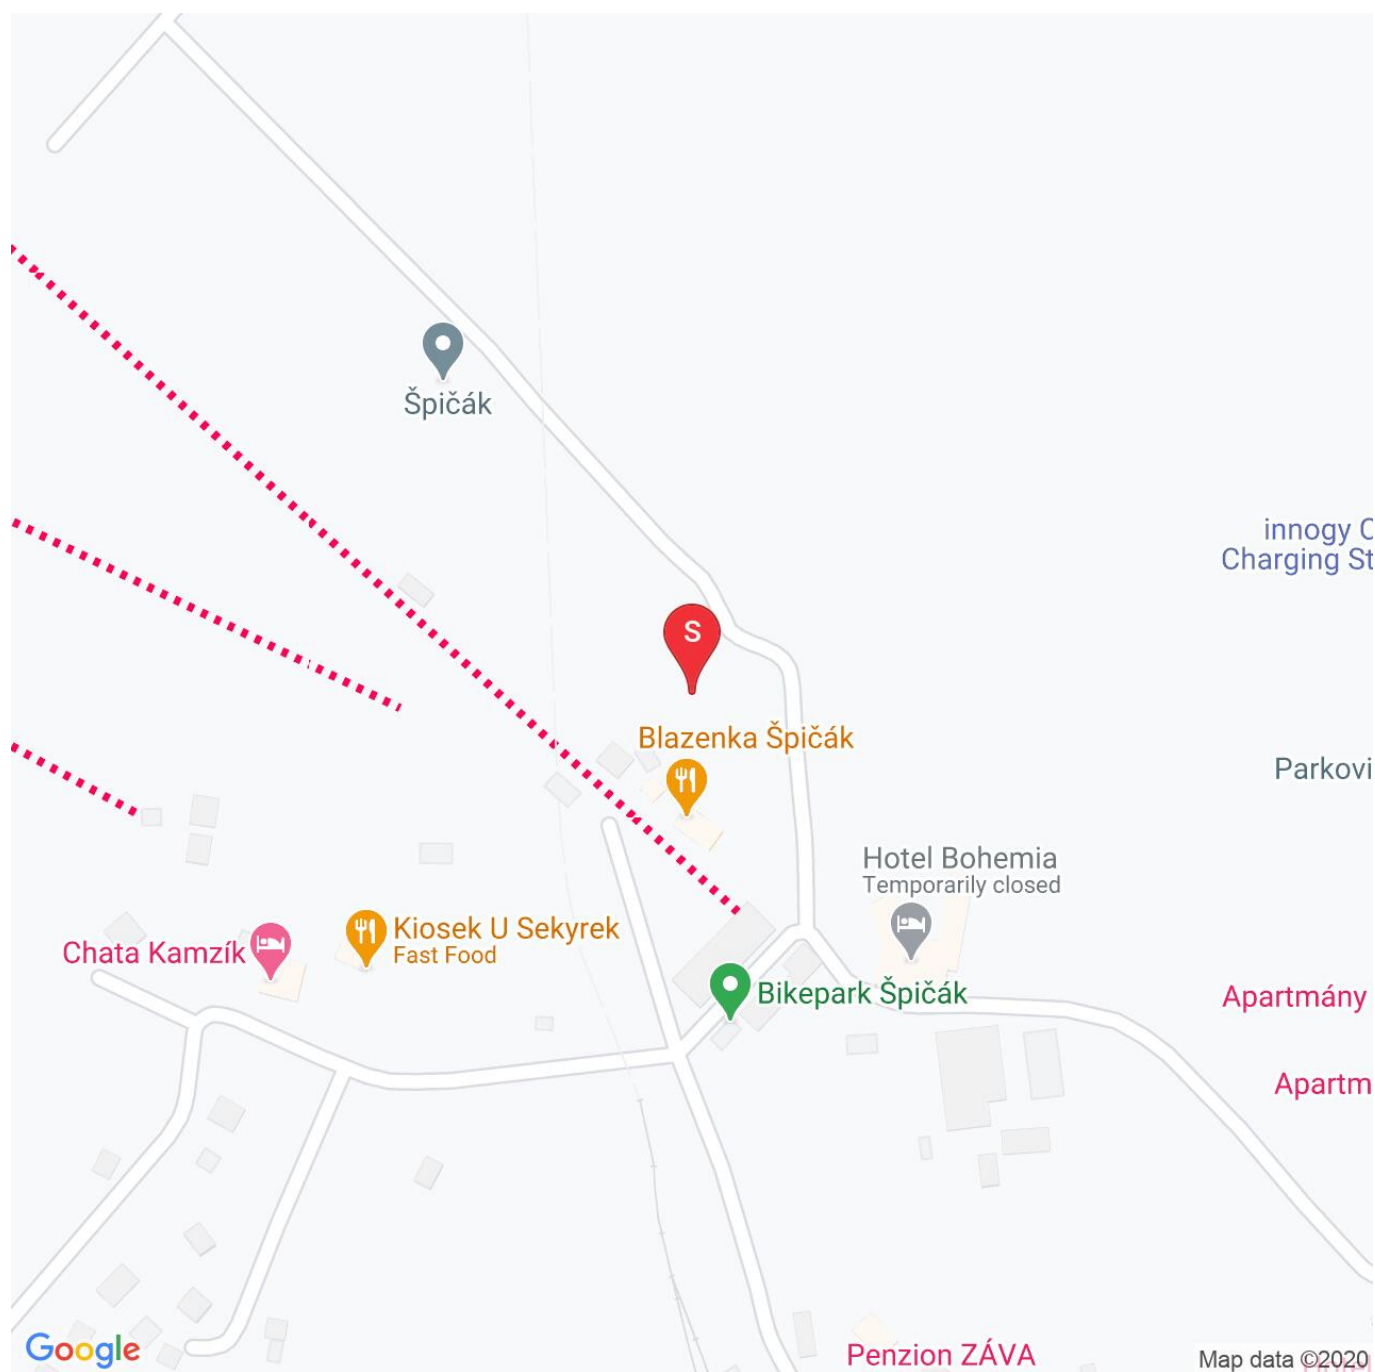 Špičák
innogy C
Charging St
S
Blazenka Špičák
Parkovi
Hotel Bohemia
Temporarily closed
Kiosek U Sekyrek
Fast Food
Chata Kamzík
Bikepark Špičák
Apartmány
Apartm
Penzion ZÁVA
Google
Map data ©2020